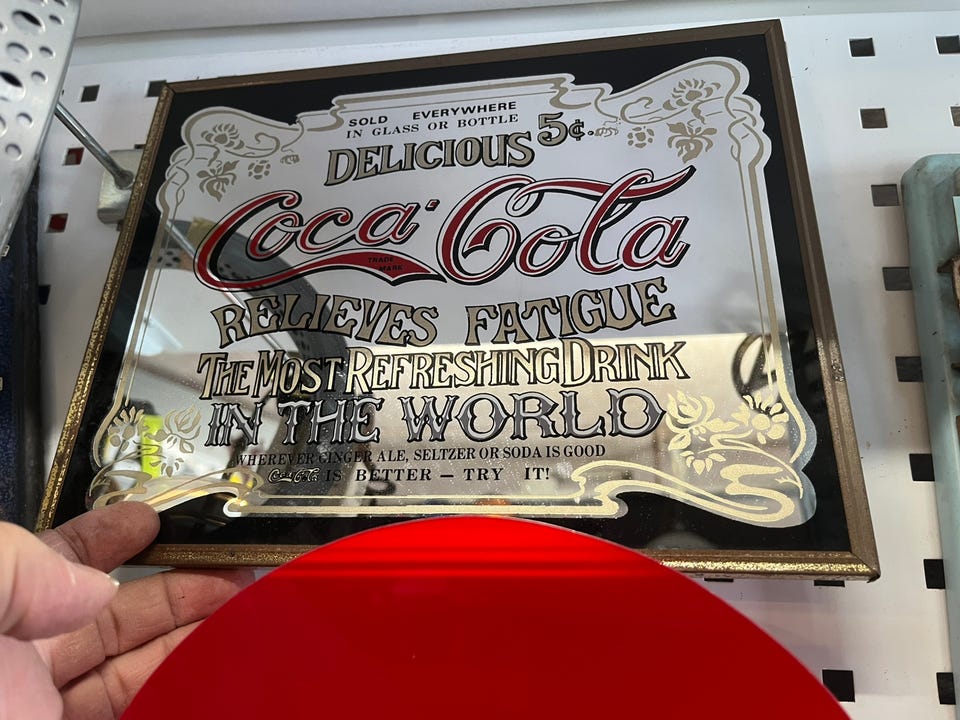 SOLD EVERYWHERE
IN GLASS OR BOTTLE
DELICIOUS 5¢.
Coca-Cola
TRADE
MARK
RELIEVES FATIGUE
THE MOST REFRESHING DRINK
IN THE WORLD
WHEREVER GINGER ALE, SELTZER OR SODA IS GOOD
Coca-Cola IS BETTER – TRY IT!